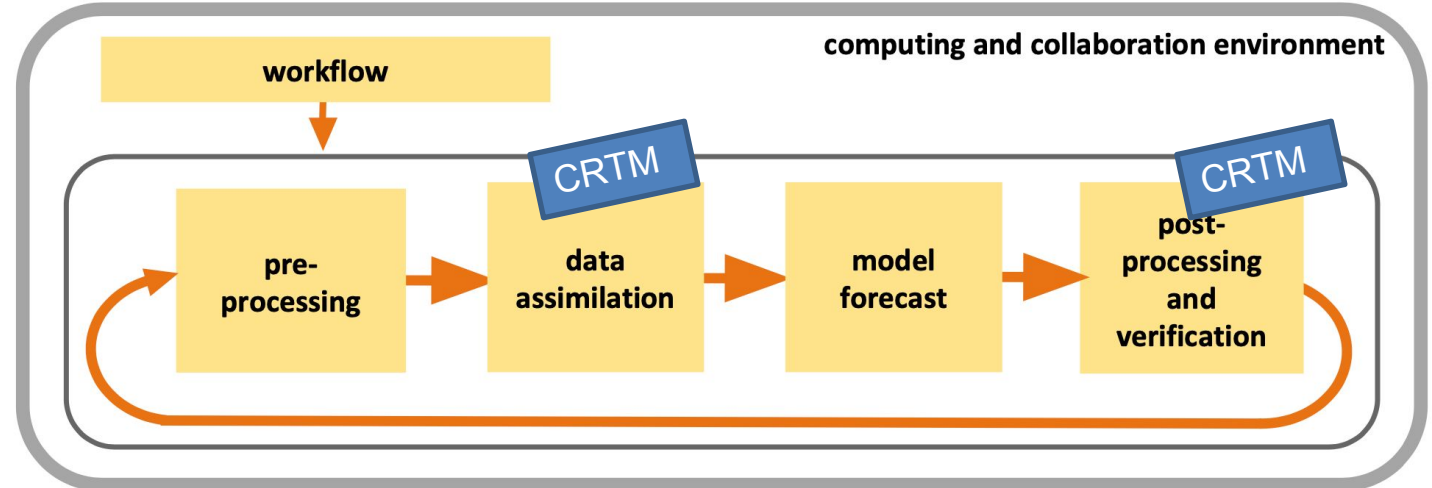 computing and collaboration environment
workflow
CRTM
CRTM
pre-
processing
data
assimilation
model
forecast
post-
processing
and
verification